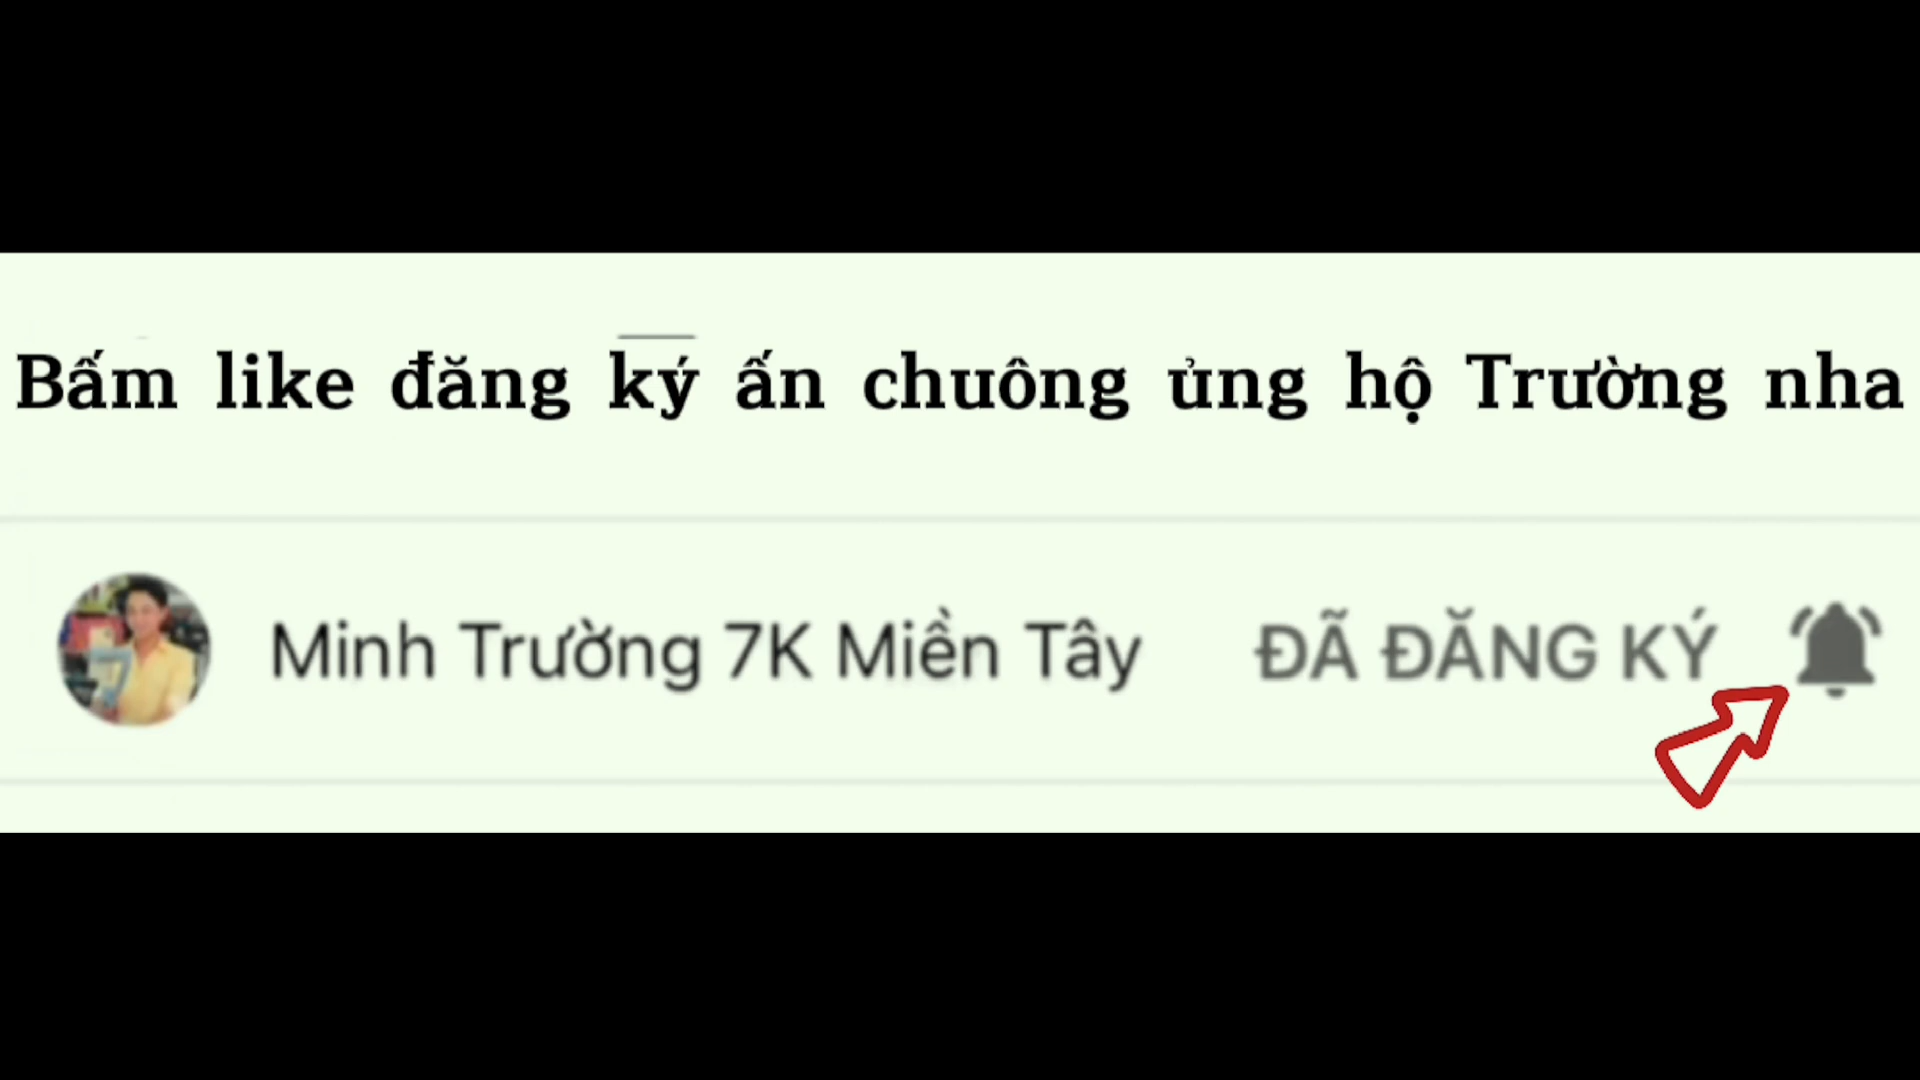 Bấm like đăng ký ấn chuông ủng hộ Trường nha
Minh Trường 7K Miền Tây ĐÃ ĐĂNG KÝ